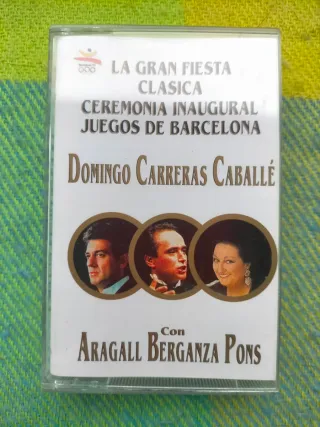 LA GRAN FIESTA
CLASICA
CEREMONIA INAUGURAL
JUEGOS DE BARCELONA
DOMINGO CARRERAS CABALLÉ
Con
ARAGALL BERGANZA PONS